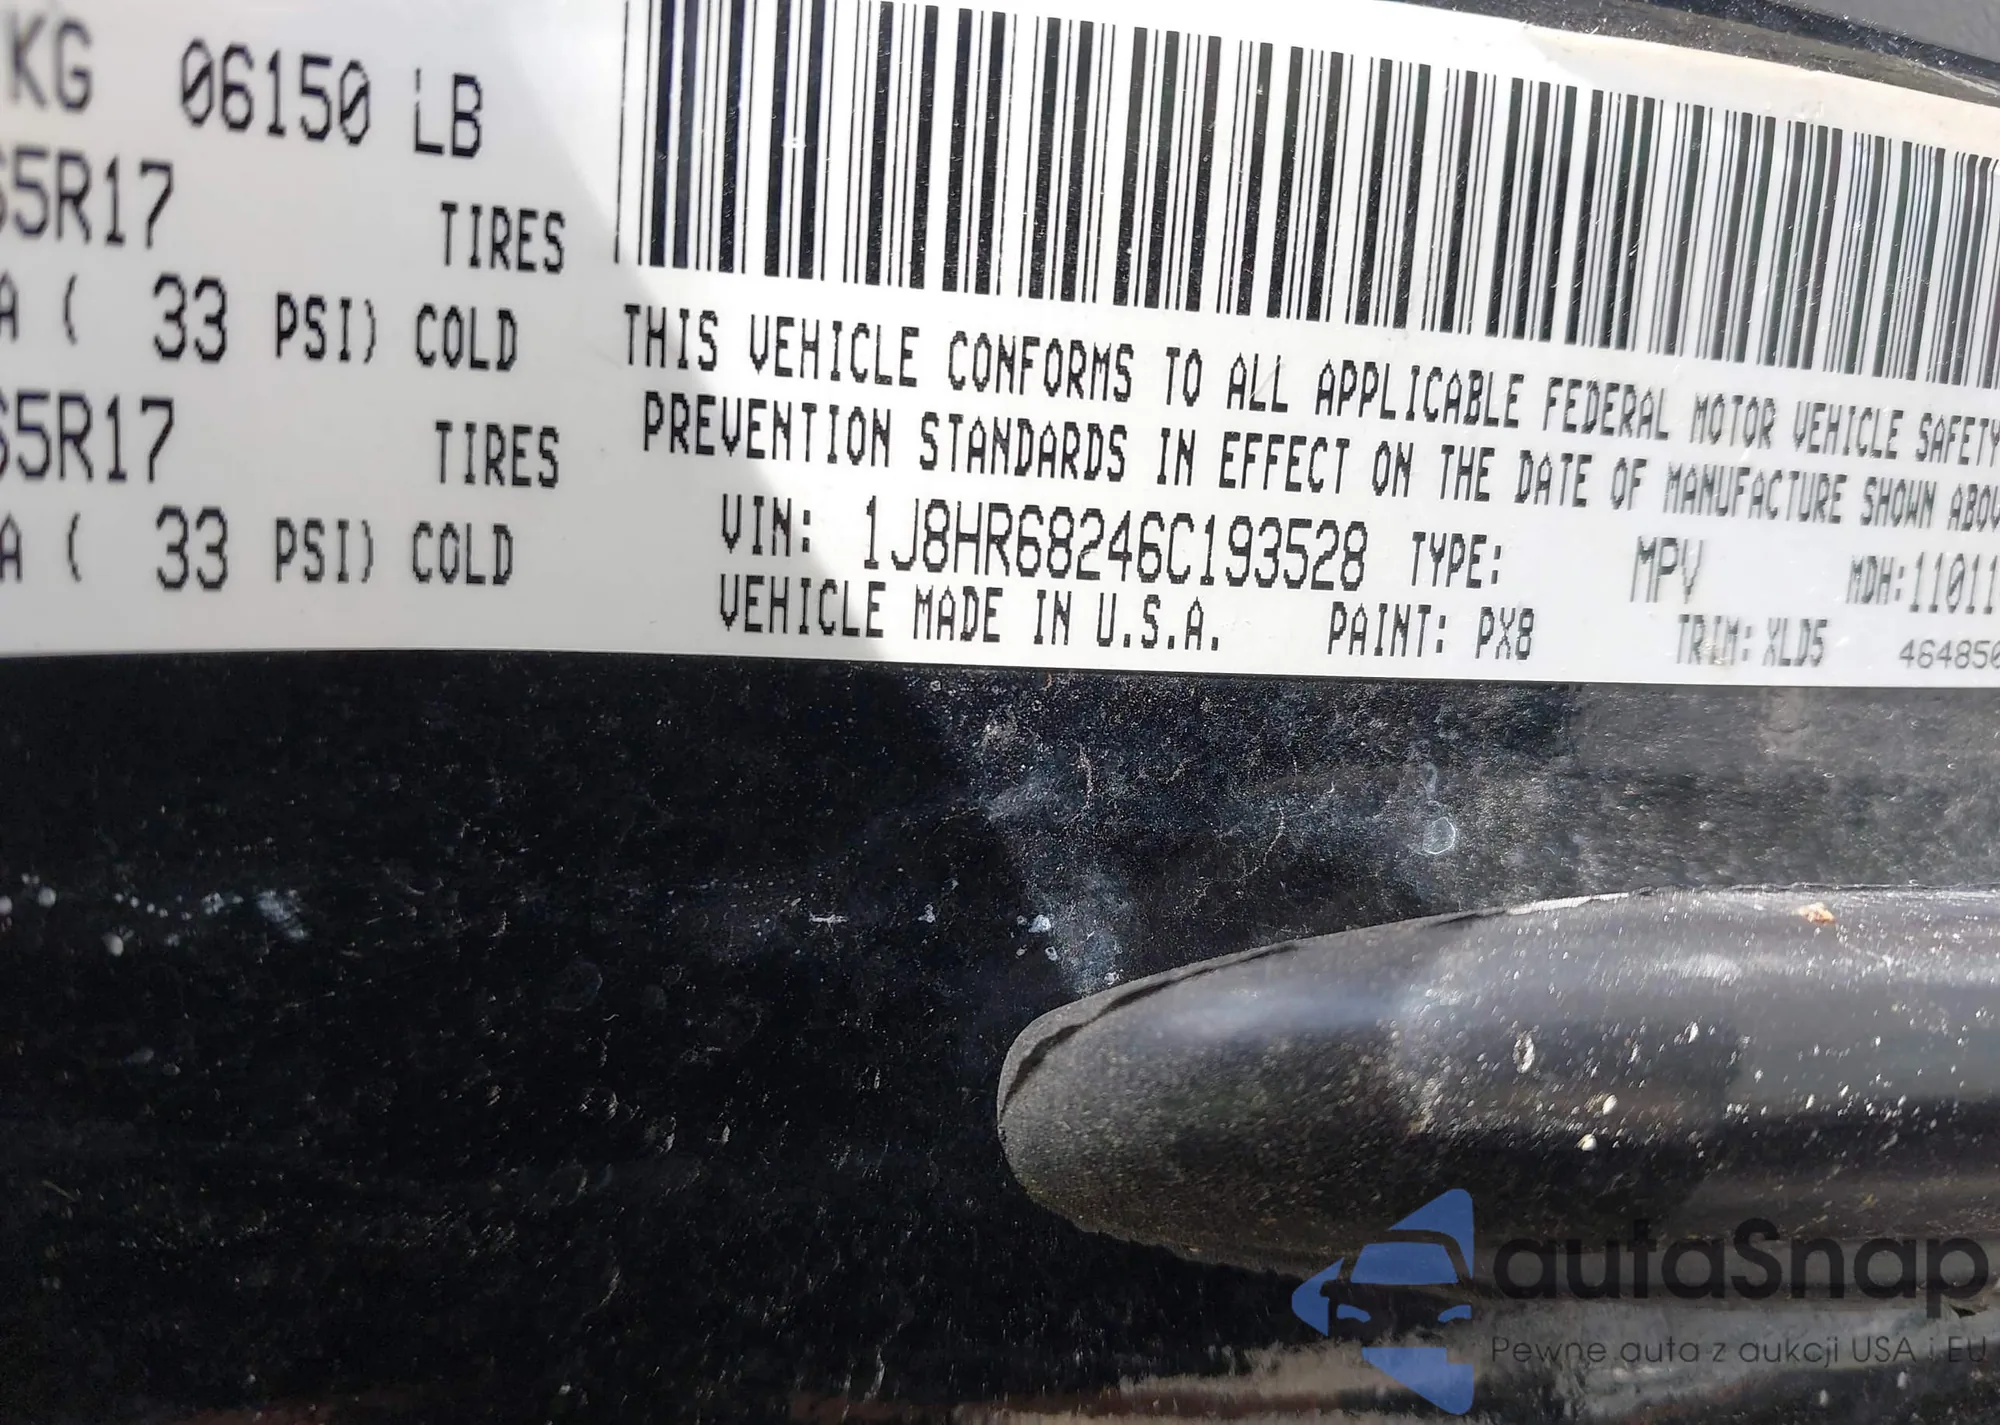 KG 06150 LB
65R17 TIRES
A ( 33 PSI) COLD
65R17 TIRES
A ( 33 PSI) COLD
THIS VEHICLE CONFORMS TO ALL APPLICABLE FEDERAL MOTOR VEHICLE SAFETY
PREVENTION STANDARDS IN EFFECT ON THE DATE OF MANUFACTURE SHOWN ABOV
VIN: 1J8HR68246C193528 TYPE: MPV MDH:11011
VEHICLE MADE IN U.S.A. PAINT: PX8 TRIM: XLD5 464850
autaSnap
Pewne auta z aukcji USA i EU